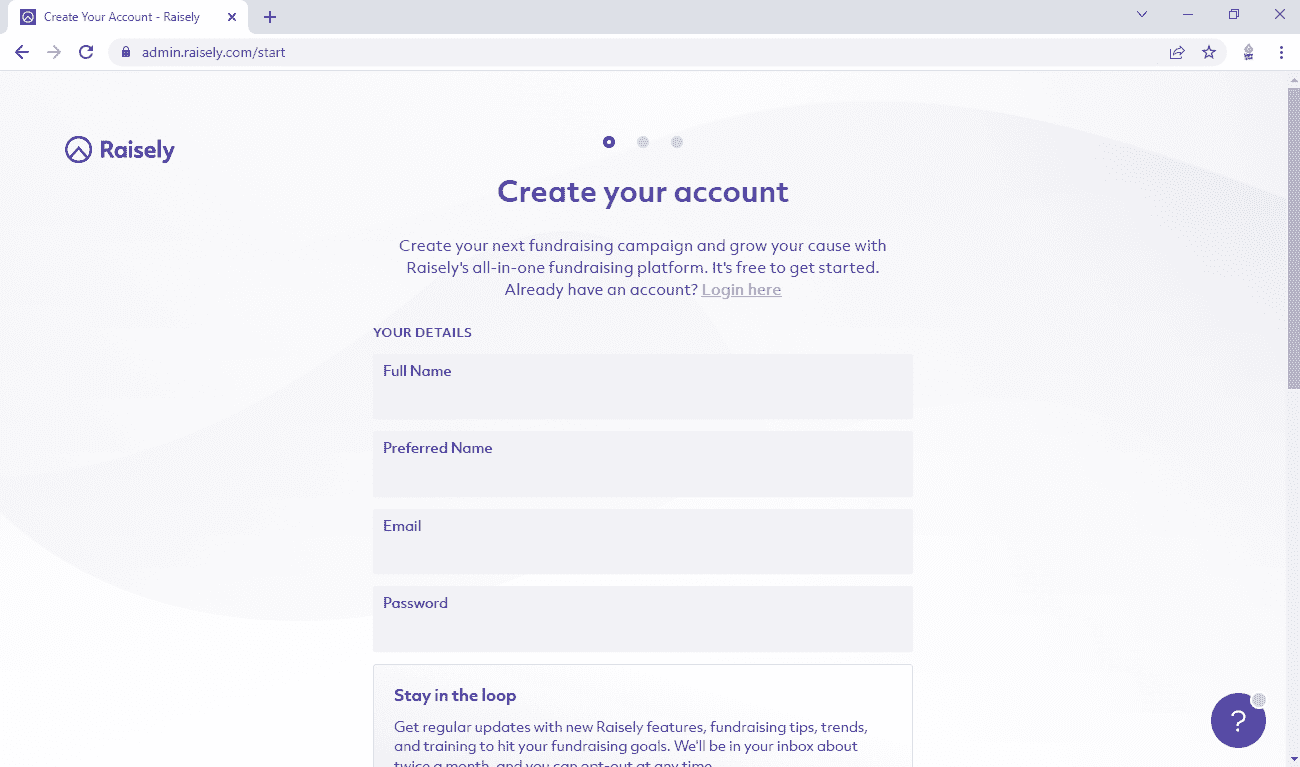 Create Your Account - Raisely
admin.raisely.com/start
Raisely
Create your account
Create your next fundraising campaign and grow your cause with
Raisely's all-in-one fundraising platform. It's free to get started.
Already have an account? Login here
YOUR DETAILS
Full Name
Preferred Name
Email
Password
Stay in the loop
Get regular updates with new Raisely features, fundraising tips, trends,
and training to hit your fundraising goals. We'll be in your inbox about
twice a month, and you can opt-out at any time.
?